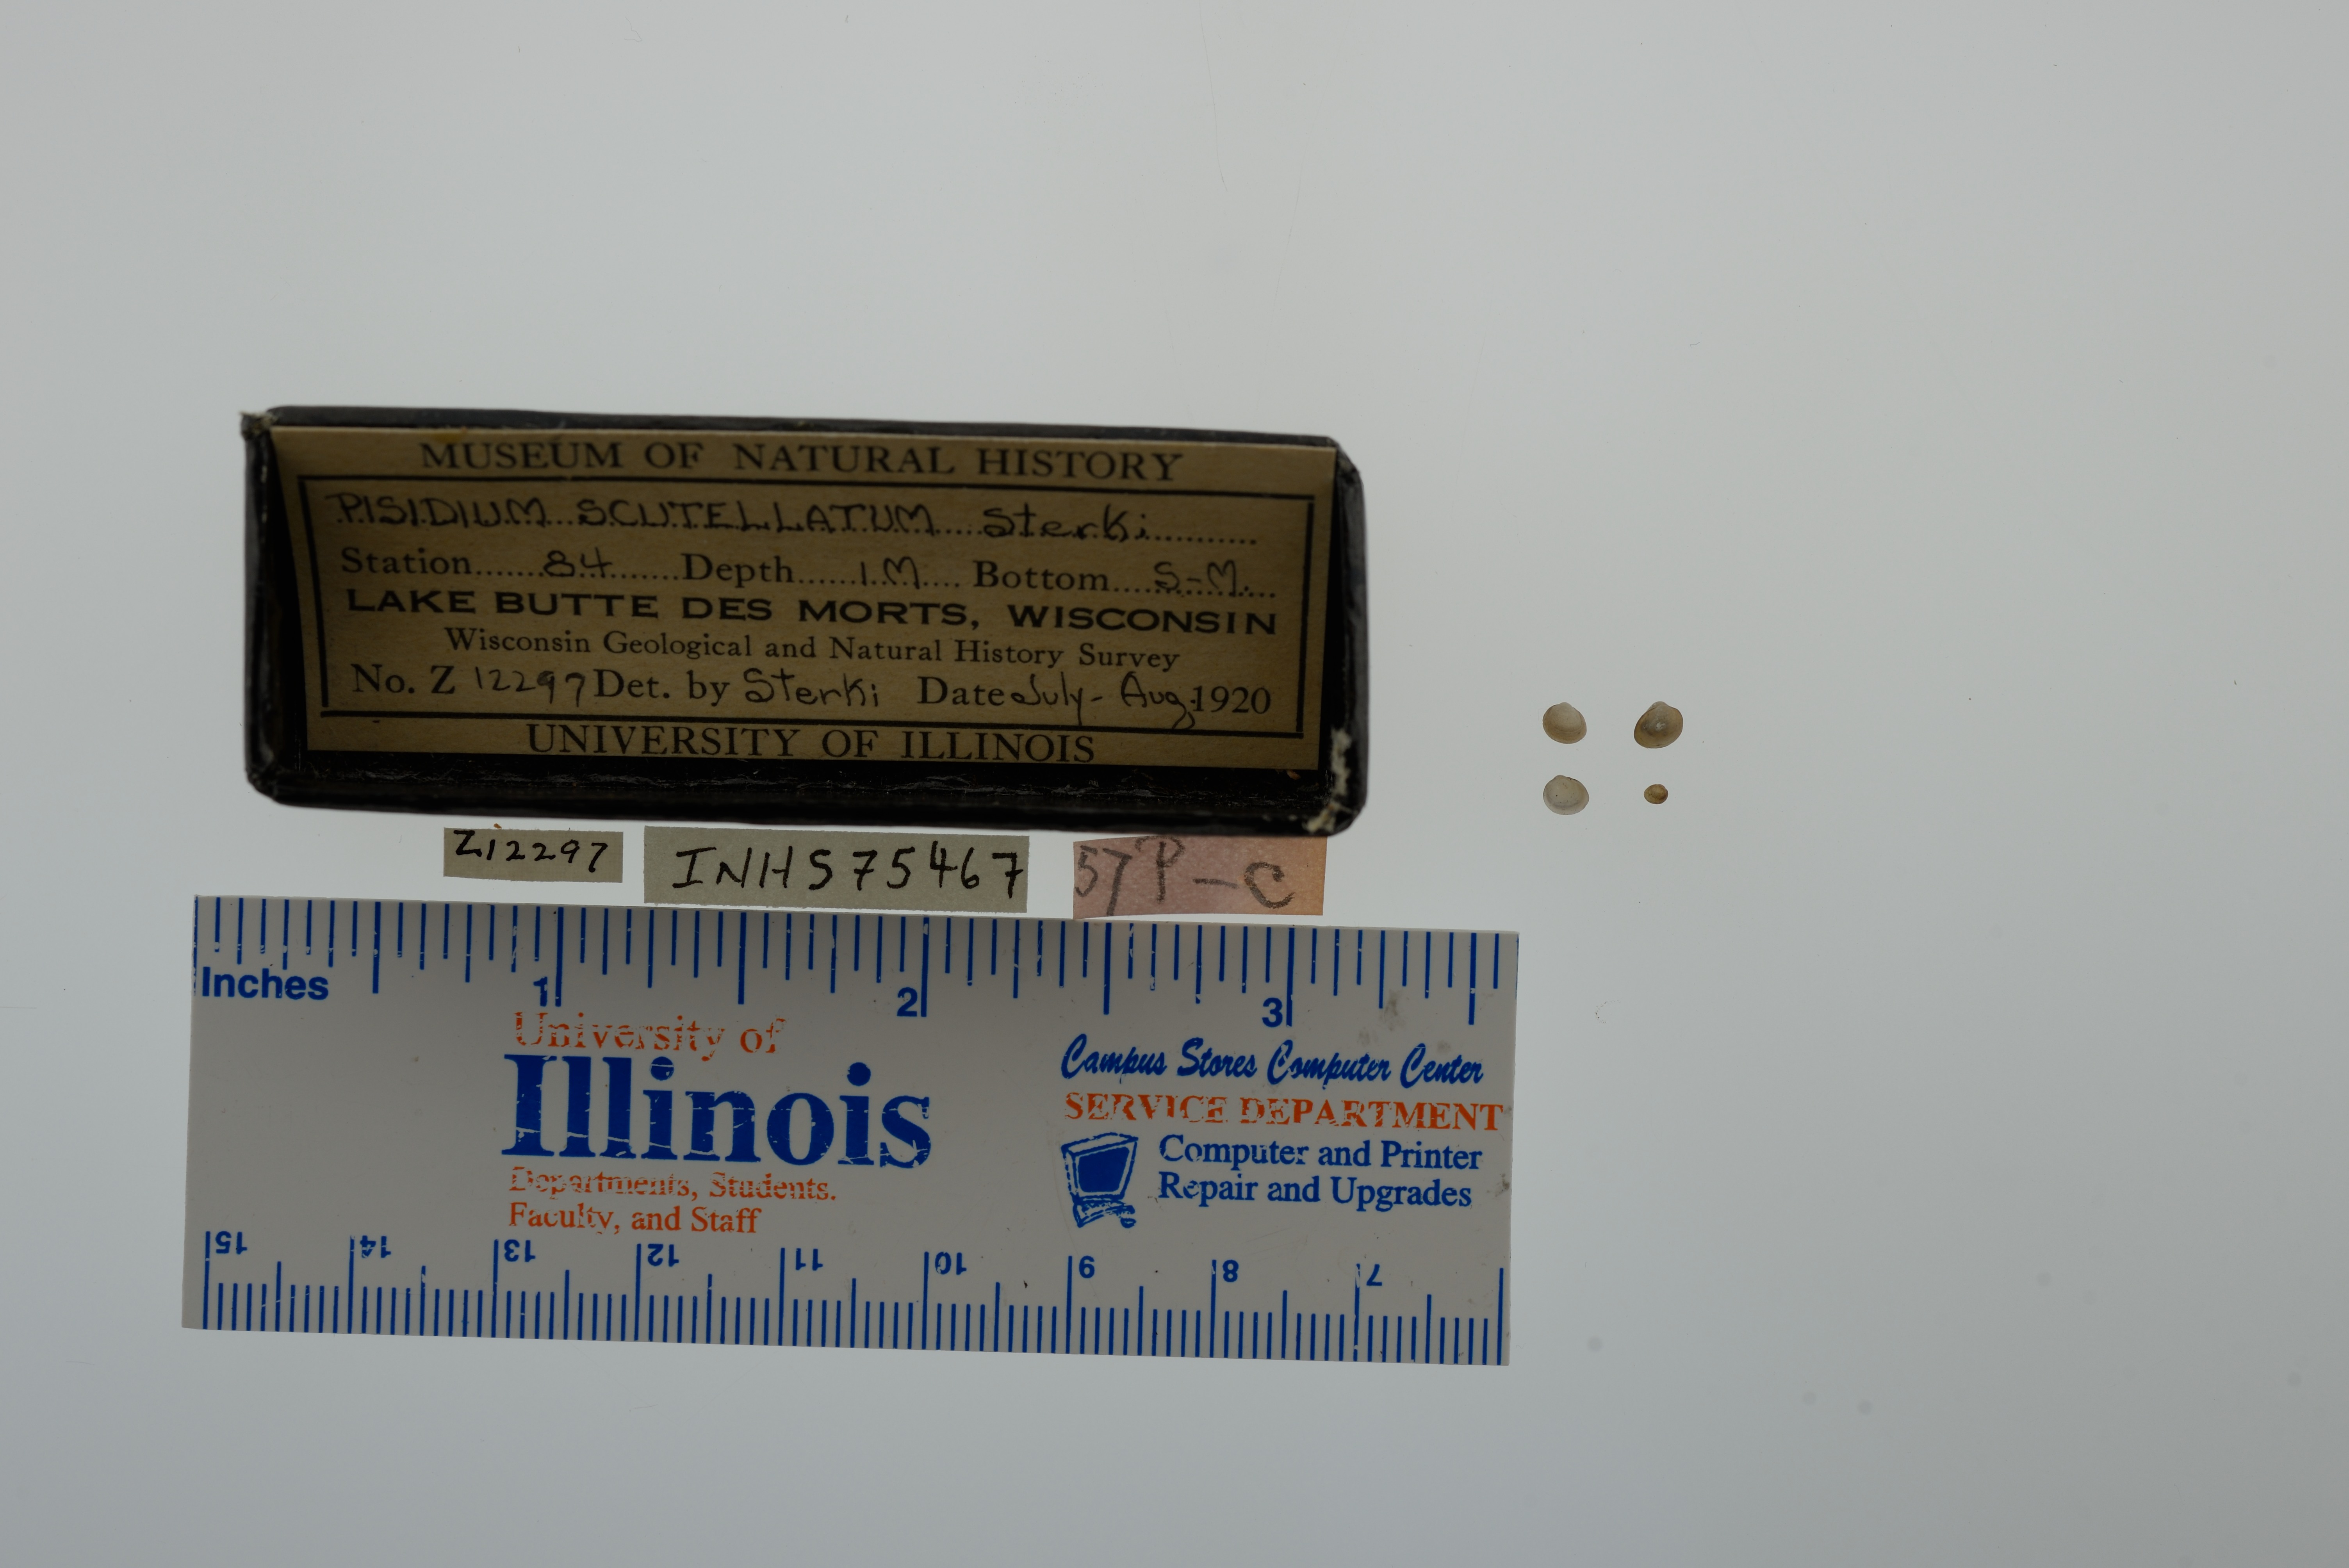 MUSEUM OF NATURAL HISTORY
PISIDIUM SCUTELLATUM Sterki
Station 84 Depth 1 M Bottom S-M.
LAKE BUTTE DES MORTS, WISCONSIN
Wisconsin Geological and Natural History Survey
No. Z 12297 Det. by Sterki Date July - Aug. 1920
UNIVERSITY OF ILLINOIS
Z12297
INHS75467
57P-C
Inches 1 2 3
University of
Illinois
Departments, Students.
Faculty, and Staff
Campus Stores Computer Center
SERVICE DEPARTMENT
Computer and Printer
Repair and Upgrades
15 14 13 12 11 10 9 8 7